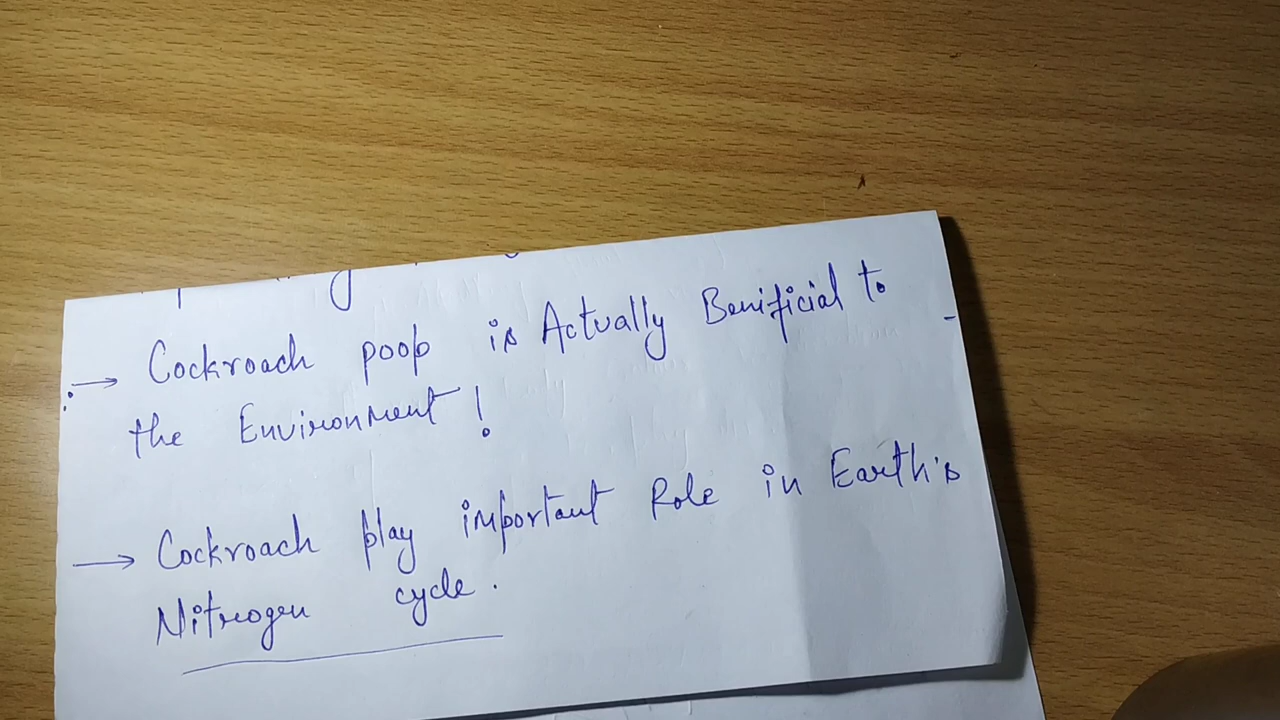 → Cockroach poop is Actually Benificial to
the Environment!
→ Cockroach play important Role in Earth's
Nitrogen cycle.